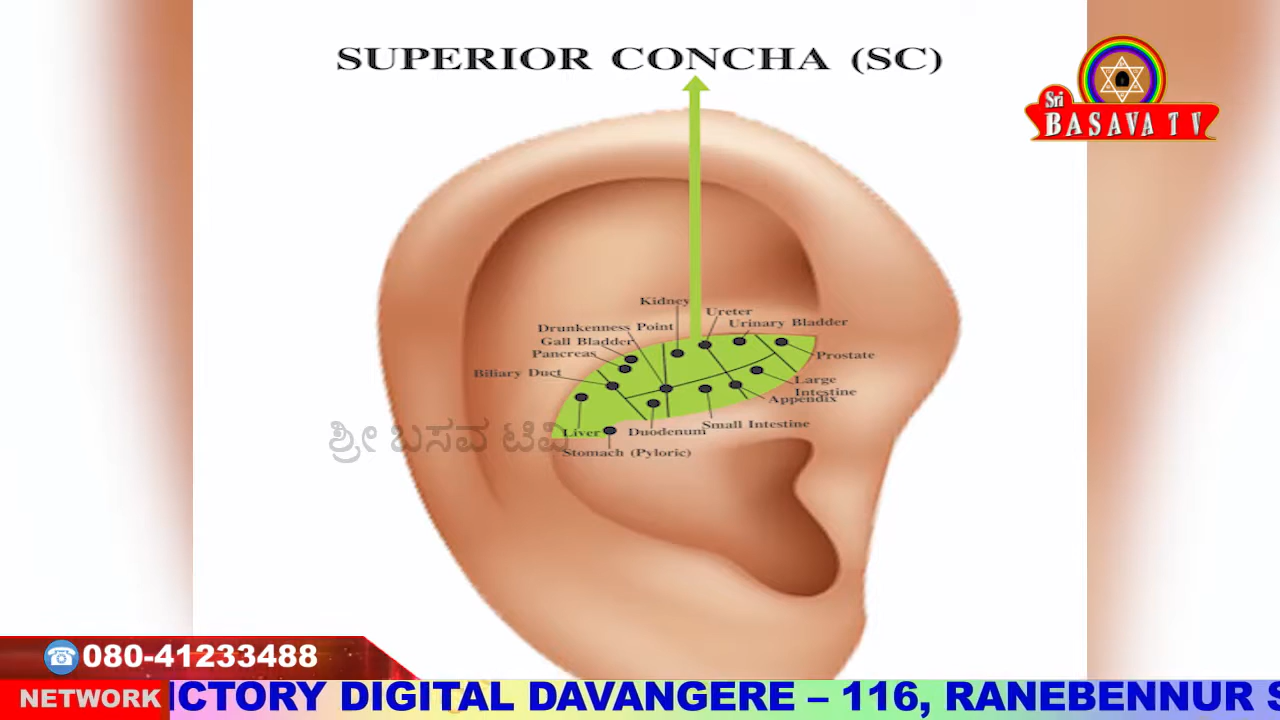 SUPERIOR CONCHA (SC)
Sri
BASAVA TV
Kidney
Ureter
Drunkenness Point
Urinary Bladder
Gall Bladder
Pancreas
Prostate
Biliary Duct
Large
Intestine
Appendix
Small Intestine
Liver
Duodenum
ಶ್ರೀ ಬಸವ ಟಿವಿ
Stomach (Pyloric)
080-41233488
NETWORK
ICTORY DIGITAL DAVANGERE – 116, RANEBENNUR S